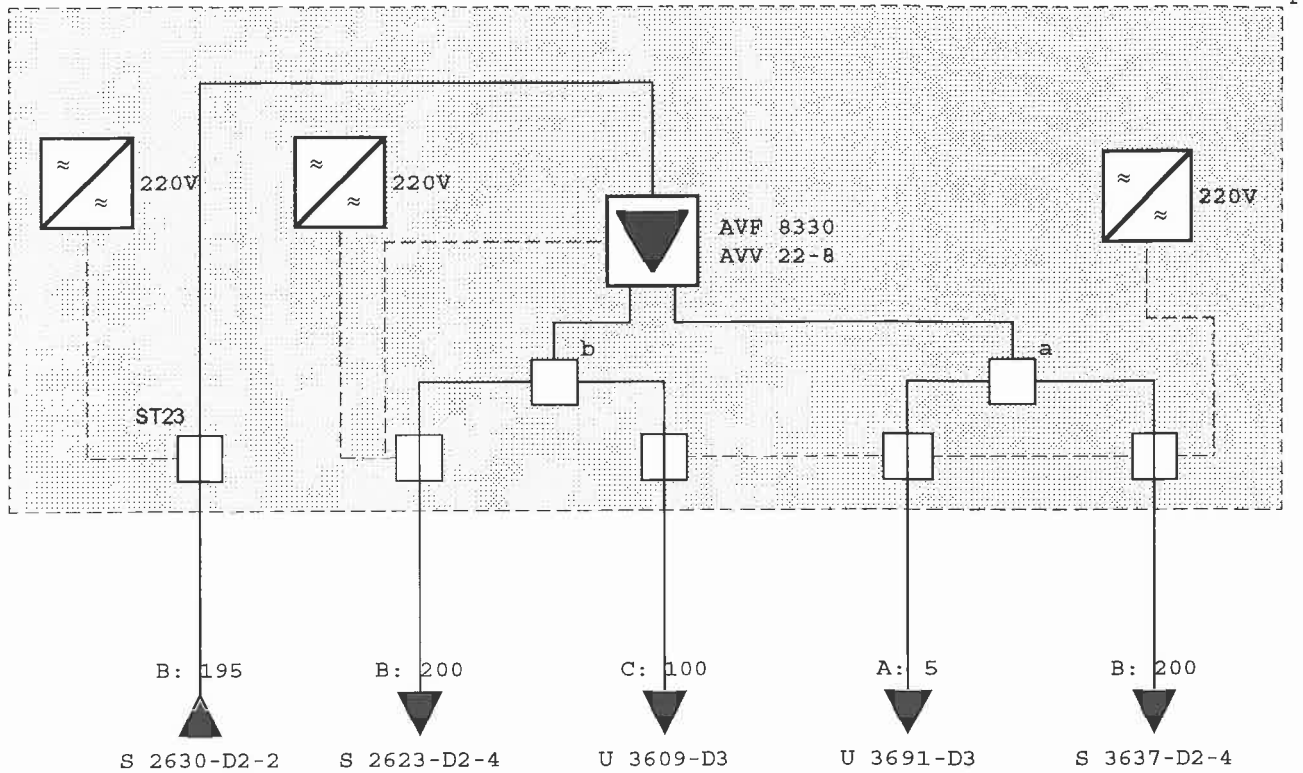 220V
220V
220V
AVF 8330
AVV 22-8
b
a
ST23
B: 195
B: 200
C: 100
A: 5
B: 200
S 2630-D2-2
S 2623-D2-4
U 3609-D3
U 3691-D3
S 3637-D2-4